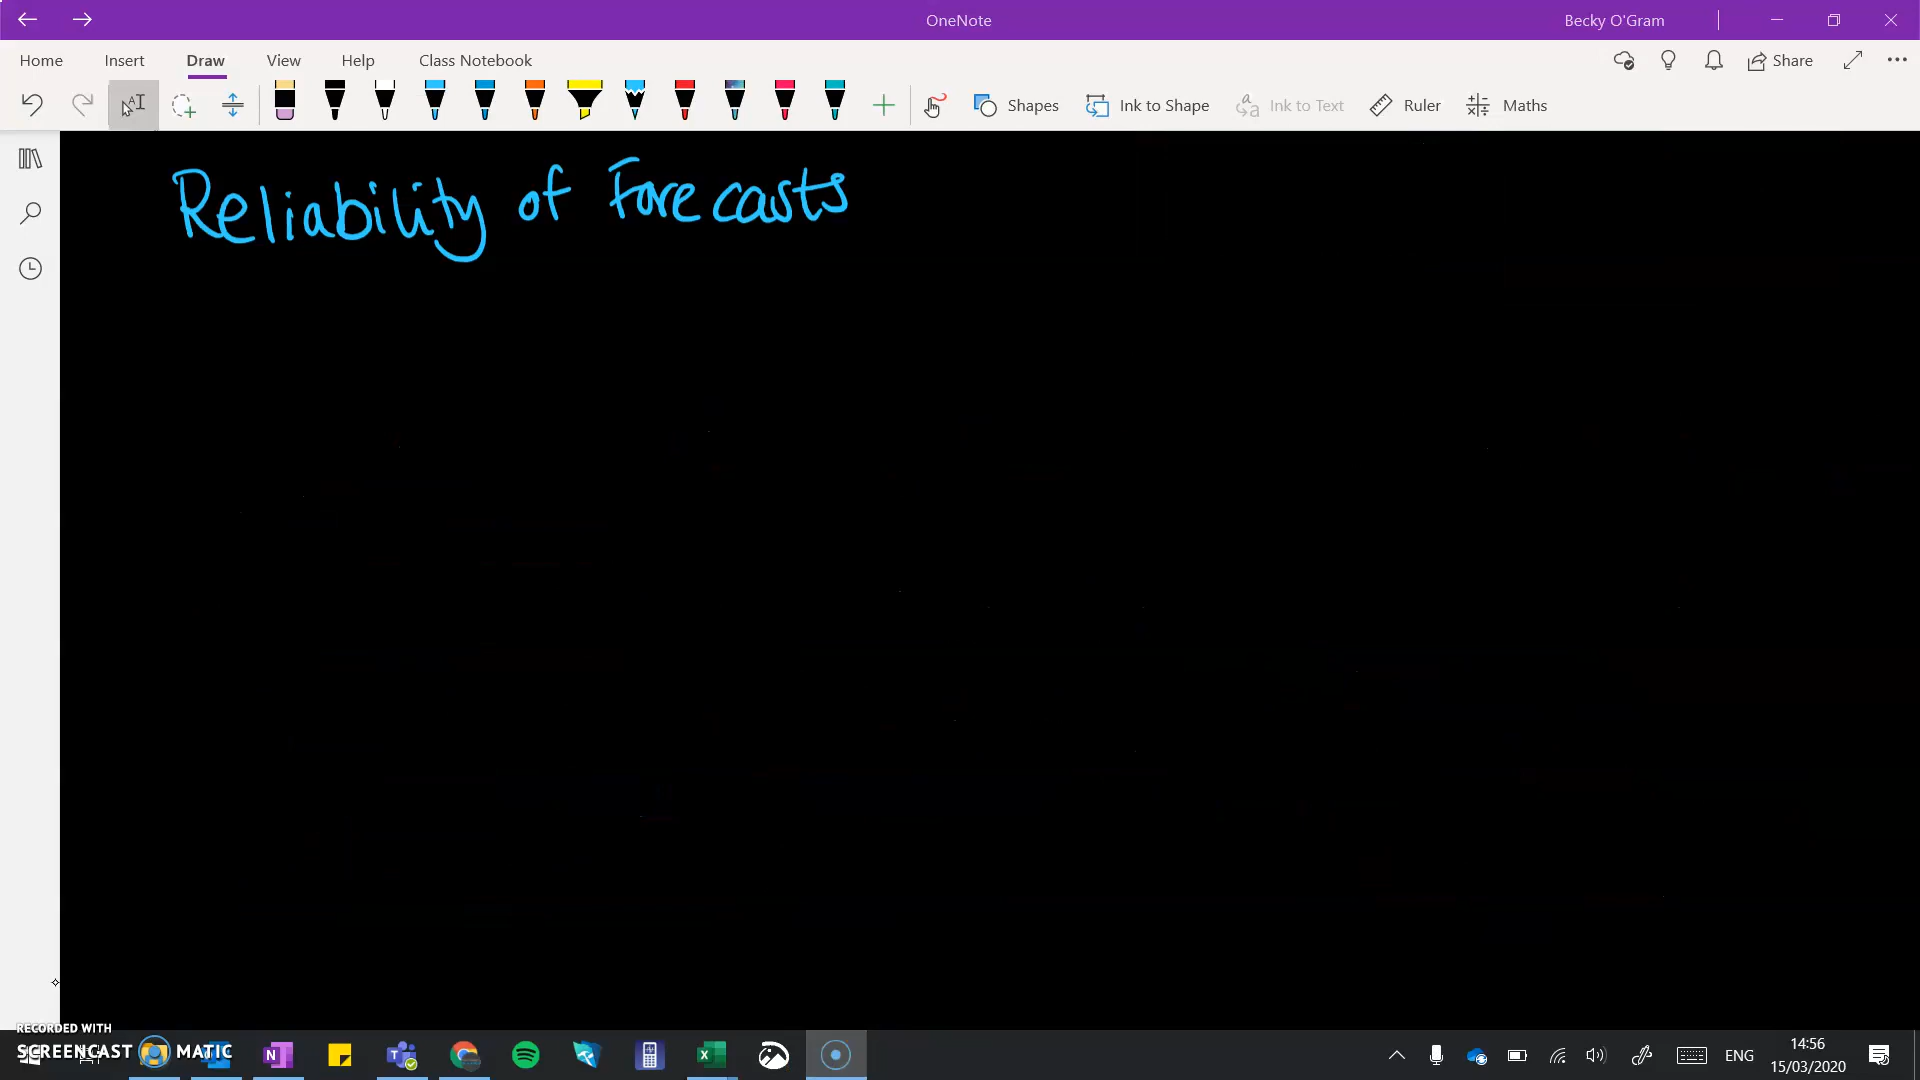 OneNote
Becky O'Gram
Home
Insert
Draw
View
Help
Class Notebook
Share
Shapes
Ink to Shape
Ink to Text
Ruler
Maths
Reliability of Forecasts
RECORDED WITH
SCREENCAST MATIC
ENG
14:56
15/03/2020